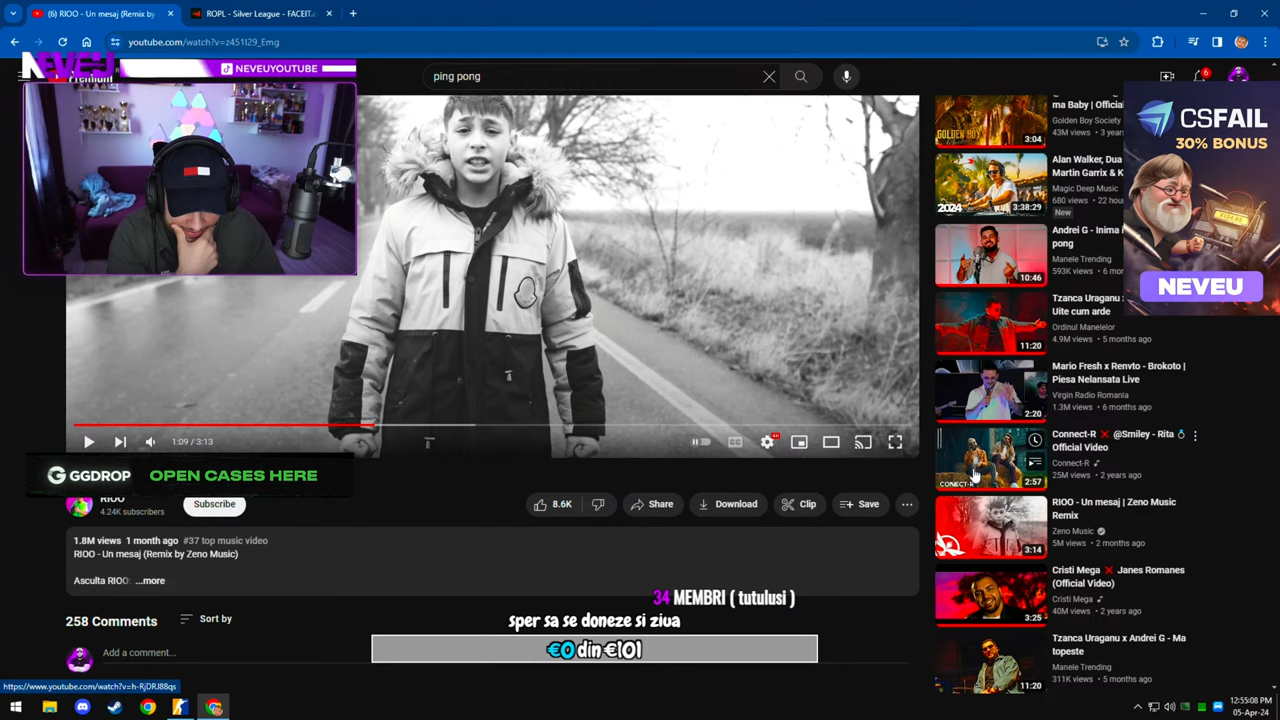 (6) RIOO - Un mesaj (Remix by
ROPL - Silver League - FACEIT.c
youtube.com/watch?v=z451I29_Emg
NEVEU
NEVEUYOUTUBE
Premium
ping pong
6
CSFAIL
30% BONUS
NEVEU
1:09 / 3:13
GGDROP OPEN CASES HERE
RIOO
4.24K subscribers
Subscribe
8.6K
Share
Download
Clip
Save
1.8M views 1 month ago #37 top music video
RIOO - Un mesaj (Remix by Zeno Music)
Asculta RIOO: ...more
258 Comments
Sort by
Add a comment...
34 MEMBRI ( tutulusi )
sper sa se doneze si ziua
€0 din €101
GOLDEN BOY
3:04
ma Baby | Official
Golden Boy Society
43M views • 3 years
2024
3:38:29
Alan Walker, Dua
Martin Garrix & K
Magic Deep Music
680 views • 22 hour
New
10:46
Andrei G - Inima i
pong
Manele Trending
593K views • 6 mon
11:20
Tzanca Uraganu x
Uite cum arde
Ordinul Manelelor
4.9M views • 5 months ago
2:20
Mario Fresh x Renvto - Brokoto |
Piesa Nelansata Live
Virgin Radio Romania
1.3M views • 6 months ago
CONNECT-R
2:57
Connect-R ❌ @Smiley - Rita 💍
Official Video
Connect-R
25M views • 2 years ago
3:14
RIOO - Un mesaj | Zeno Music
Remix
Zeno Music
5M views • 2 months ago
3:25
Cristi Mega ❌ Janes Romanes
(Official Video)
Cristi Mega
40M views • 2 years ago
11:20
Tzanca Uraganu x Andrei G - Ma
topeste
Manele Trending
311K views • 5 months ago
https://www.youtube.com/watch?v=h-RjDRJ88qs
12:55:08 PM
05-Apr-24